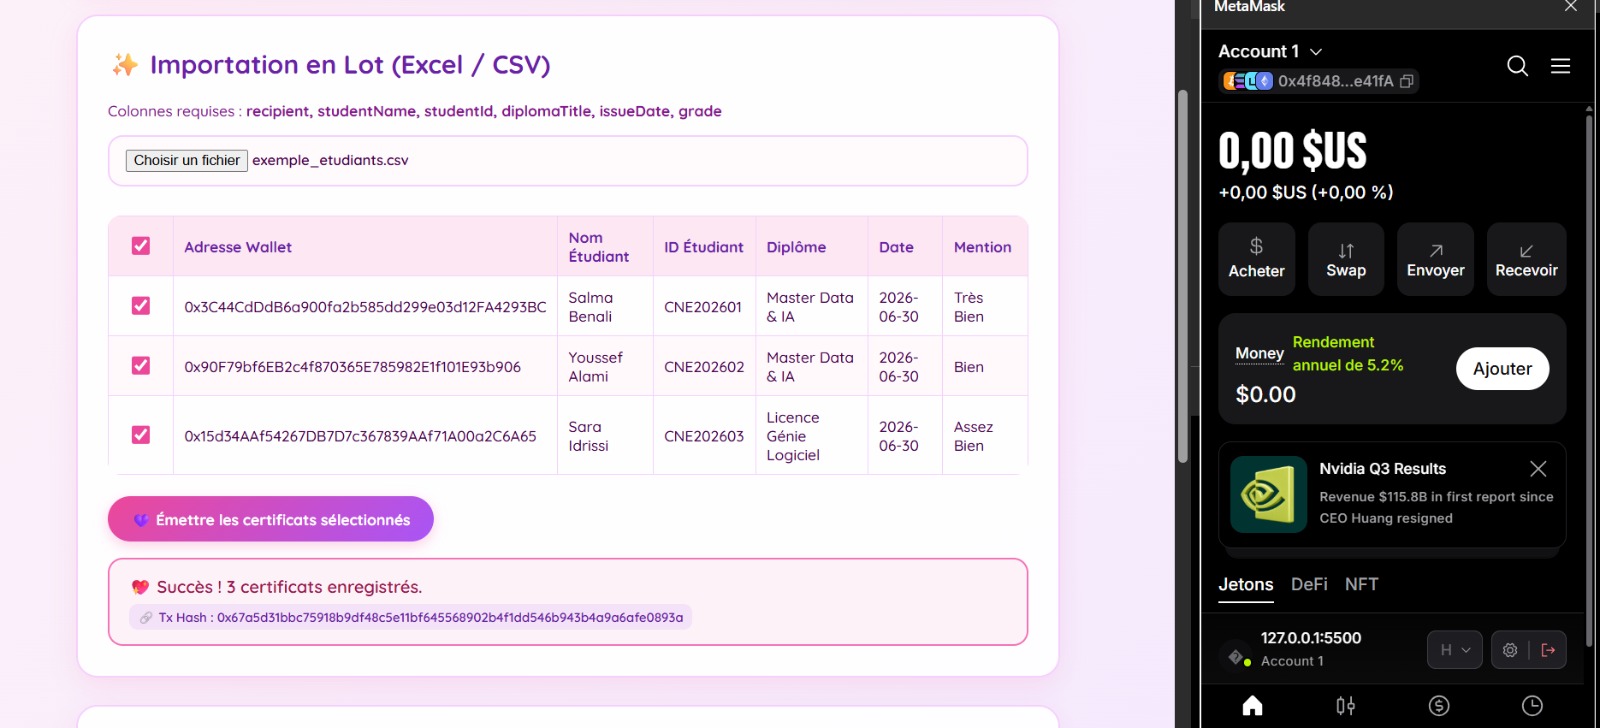 ✨ Importation en Lot (Excel / CSV)
Colonnes requises : recipient, studentName, studentId, diplomaTitle, issueDate, grade
Choisir un fichier exemple_etudiants.csv
Adresse Wallet
Nom
Étudiant
ID Étudiant
Diplôme
Date
Mention
0x3C44CdDdB6a900fa2b585dd299e03d12FA4293BC
Salma
Benali
CNE202601
Master Data
& IA
2026-
06-30
Très
Bien
0x90F79bf6EB2c4f870365E785982E1f101E93b906
Youssef
Alami
CNE202602
Master Data
& IA
2026-
06-30
Bien
0x15d34AAf54267DB7D7c367839AAf71A00a2C6A65
Sara
Idrissi
CNE202603
Licence
Génie
Logiciel
2026-
06-30
Assez
Bien
💜 Émettre les certificats sélectionnés
💖 Succès ! 3 certificats enregistrés.
🔗 Tx Hash : 0x67a5d31bbc75918b9df48c5e11bf645568902b4f1dd546b943b4a9a6afe0893a
MetaMask
Account 1
0x4f848...e41fA
0,00 $US
+0,00 $US (+0,00 %)
Acheter
Swap
Envoyer
Recevoir
Money
Rendement
annuel de 5.2%
$0.00
Ajouter
Nvidia Q3 Results
Revenue $115.8B in first report since
CEO Huang resigned
Jetons
DeFi
NFT
127.0.0.1:5500
Account 1
H